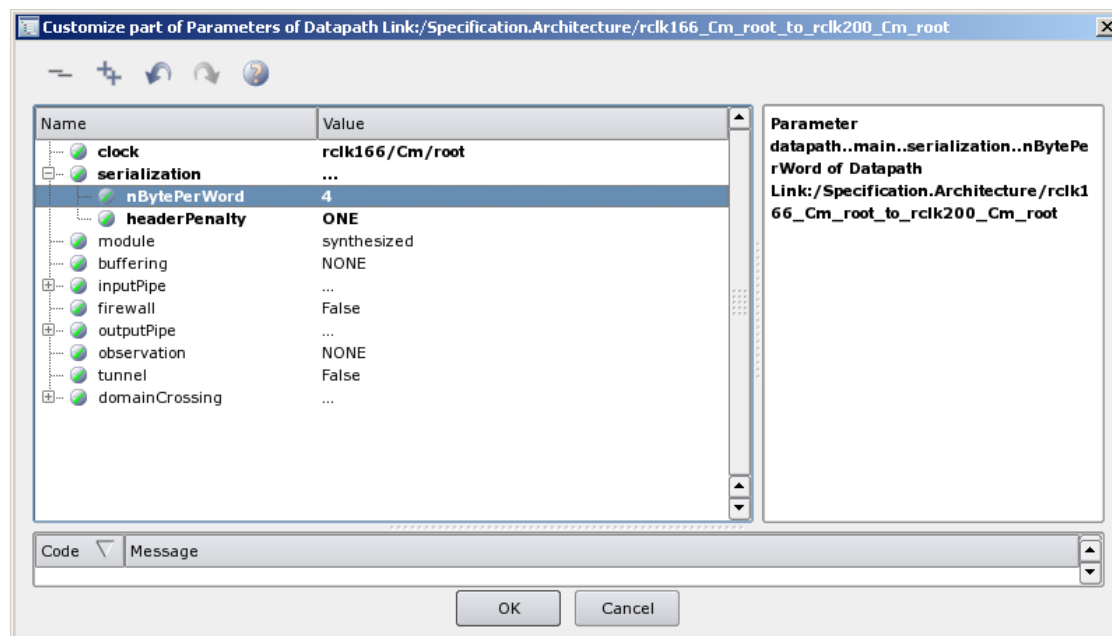 Customize part of Parameters of Datapath Link:/Specification.Architecture/rclk166_Cm_root_to_rclk200_Cm_root
Name Value
clock rclk166/Cm/root
serialization ...
nBytePerWord 4
headerPenalty ONE
module synthesized
buffering NONE
inputPipe ...
firewall False
outputPipe ...
observation NONE
tunnel False
domainCrossing ...
Parameter
datapath..main..serialization..nBytePe
rWord of Datapath
Link:/Specification.Architecture/rclk1
66_Cm_root_to_rclk200_Cm_root
Code Message
OK Cancel